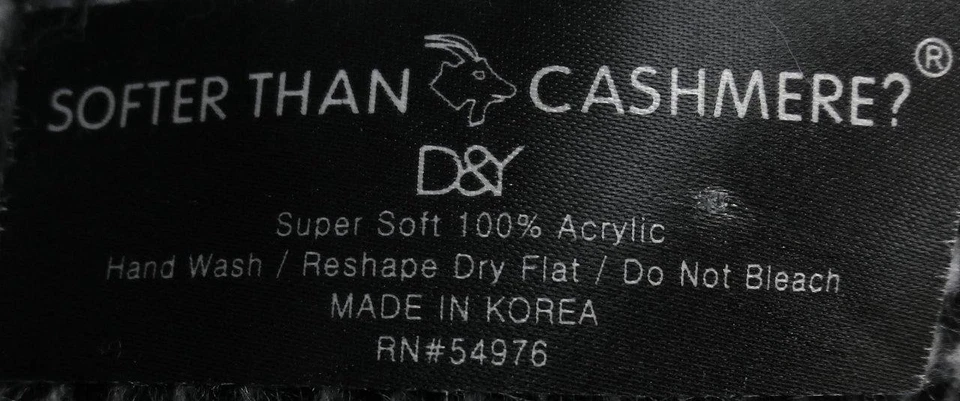 SOFTER THAN CASHMERE?®
D&Y
Super Soft 100% Acrylic
Hand Wash / Reshape Dry Flat / Do Not Bleach
MADE IN KOREA
RN#54976